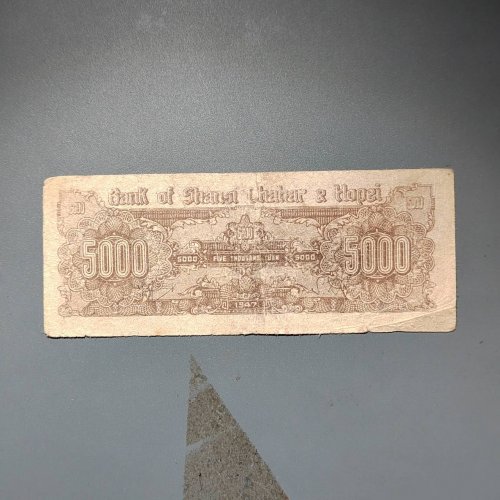 Bank of Shansi Chahar & Hopei
5000 5000 FIVE THOUSAND YUAN 5000 5000
1947